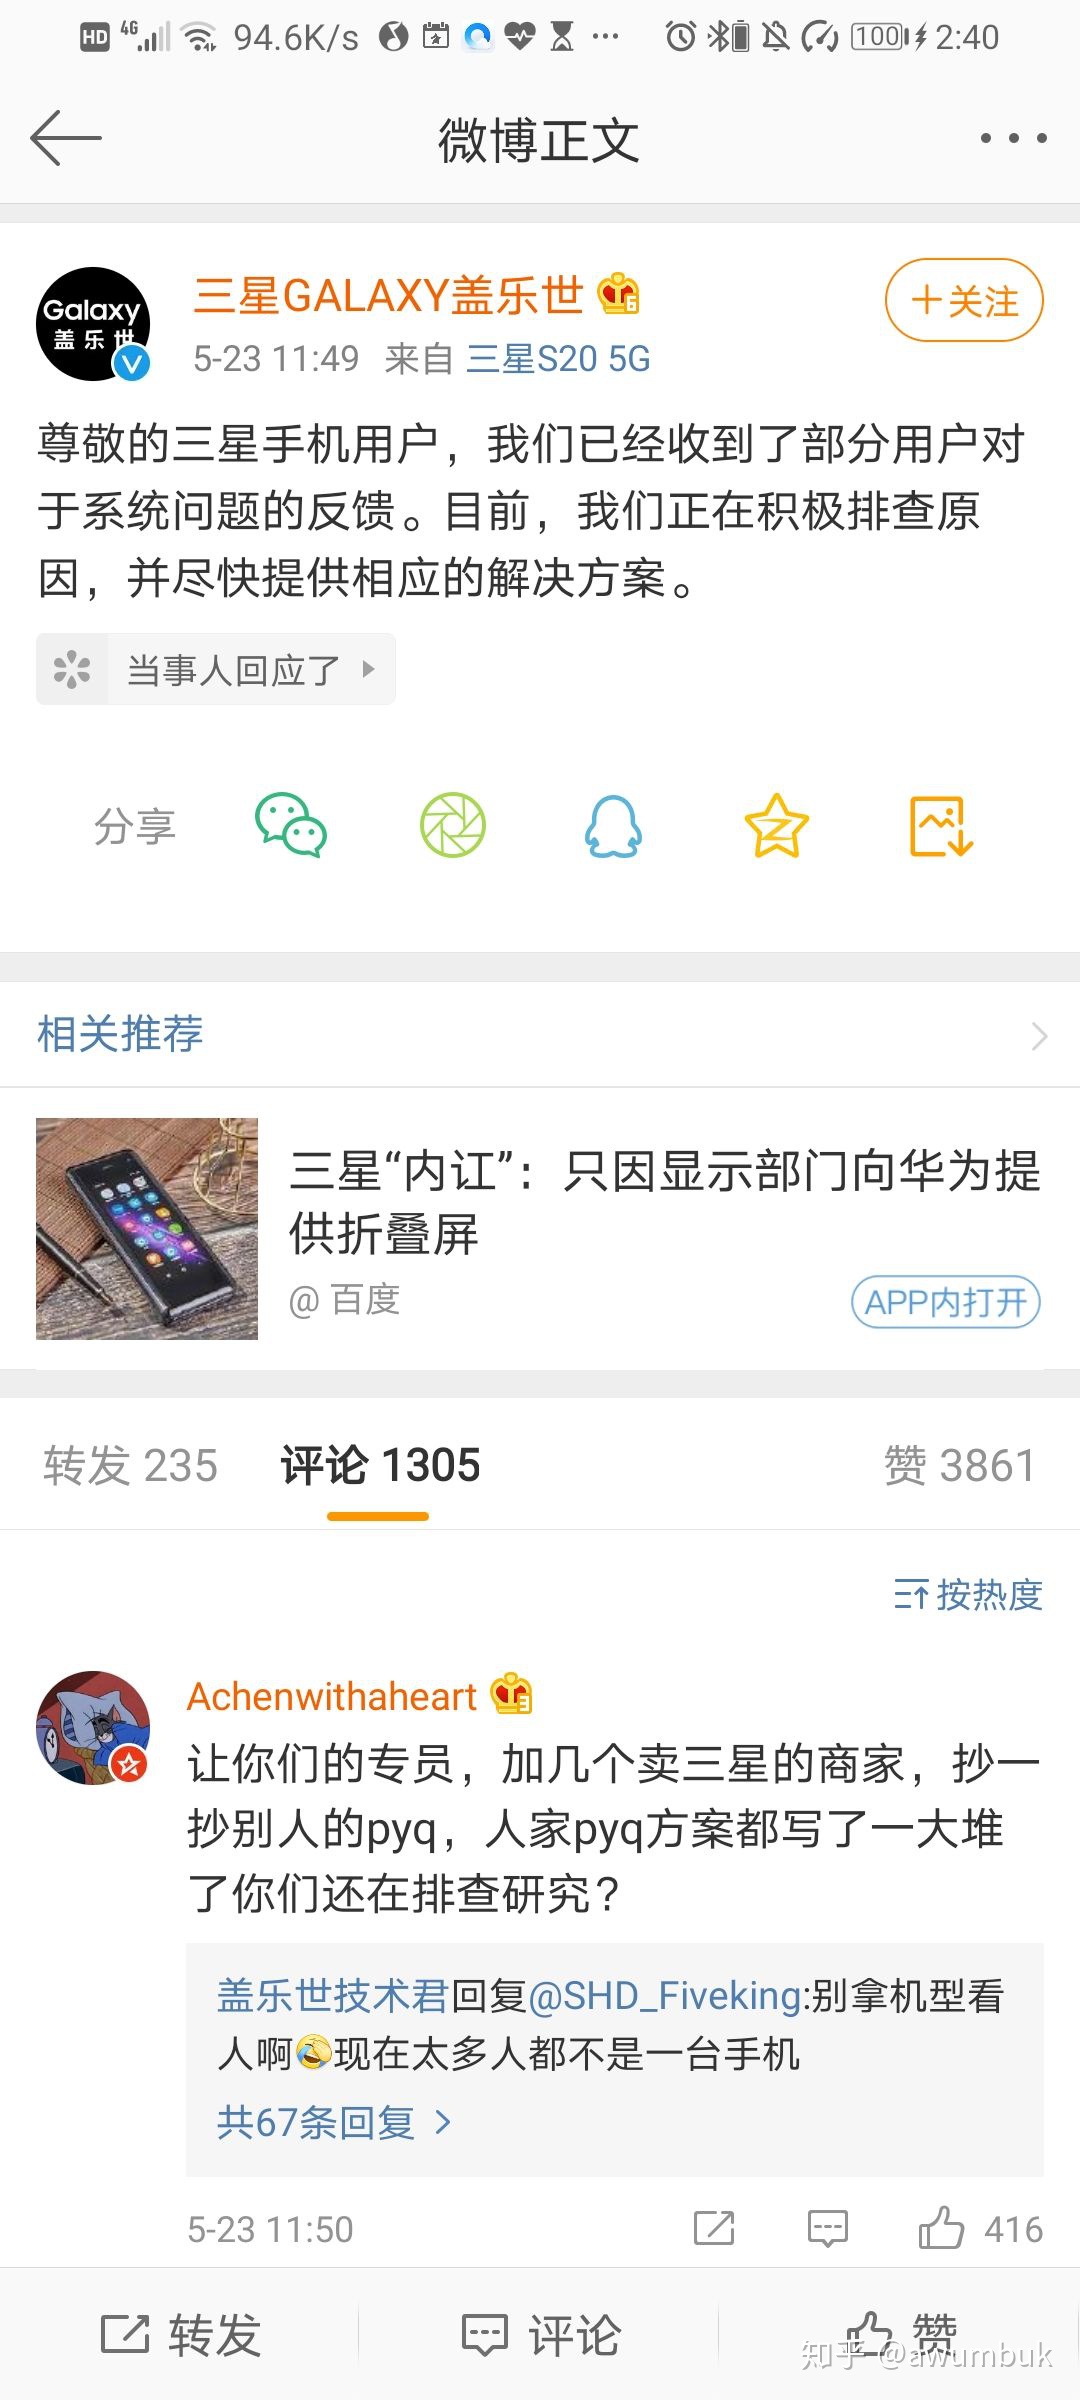 HD 4G 94.6K/s ... 100 2:40
微博正文
三星GALAXY盖乐世
6
Galaxy
盖乐世
+关注
5-23 11:49 来自 三星S20 5G
尊敬的三星手机用户，我们已经收到了部分用户对
于系统问题的反馈。目前，我们正在积极排查原
因，并尽快提供相应的解决方案。
当事人回应了
分享
相关推荐
三星“内讧”：只因显示部门向华为提
供折叠屏
@ 百度
APP内打开
转发 235 评论 1305 赞 3861
按热度
Achenwithaheart
3
让你们的专员，加几个卖三星的商家，抄一
抄别人的pyq，人家pyq方案都写了一大堆
了你们还在排查研究？
盖乐世技术君回复@SHD_Fiveking:别拿机型看
人啊🤣现在太多人都不是一台手机
共67条回复 >
5-23 11:50 416
转发 评论 赞
知乎 @awumbuk